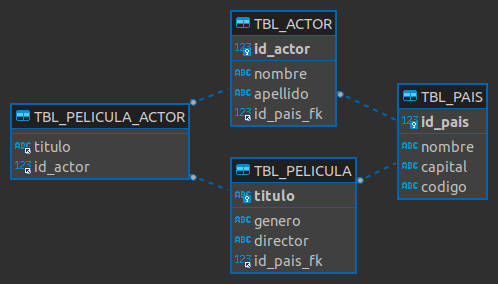 TBL_ACTOR
123 id_actor
ABC nombre
ABC apellido
123 id_pais_fk
TBL_PELICULA_ACTOR
ABC titulo
123 id_actor
TBL_PAIS
123 id_pais
ABC nombre
ABC capital
ABC codigo
TBL_PELICULA
ABC titulo
ABC genero
ABC director
123 id_pais_fk